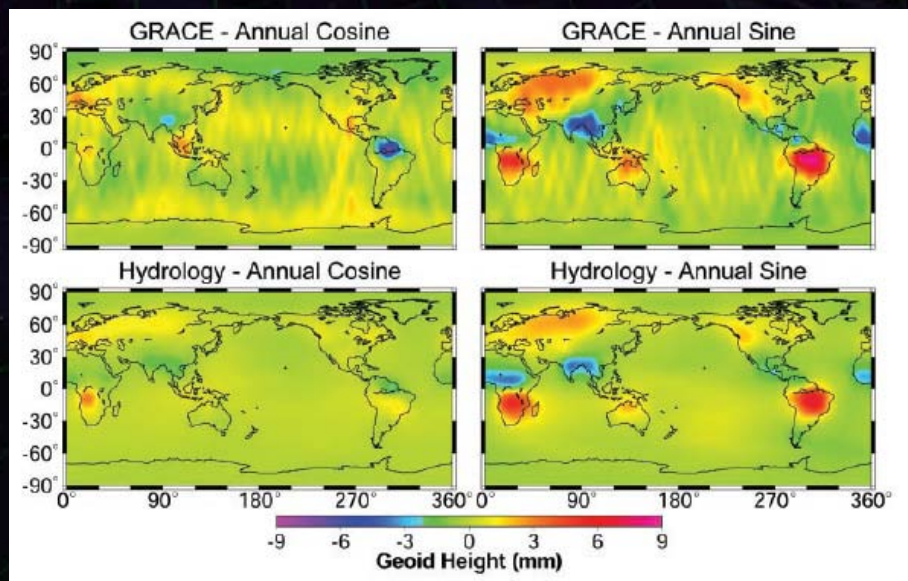 GRACE - Annual Cosine GRACE - Annual Sine
90°
60°
30°
0°
-30°
-60°
-90°
Hydrology - Annual Cosine Hydrology - Annual Sine
90°
60°
30°
0°
-30°
-60°
-90°
0° 90° 180° 270° 360° 0° 90° 180° 270° 360°
-9 -6 -3 0 3 6 9
Geoid Height (mm)